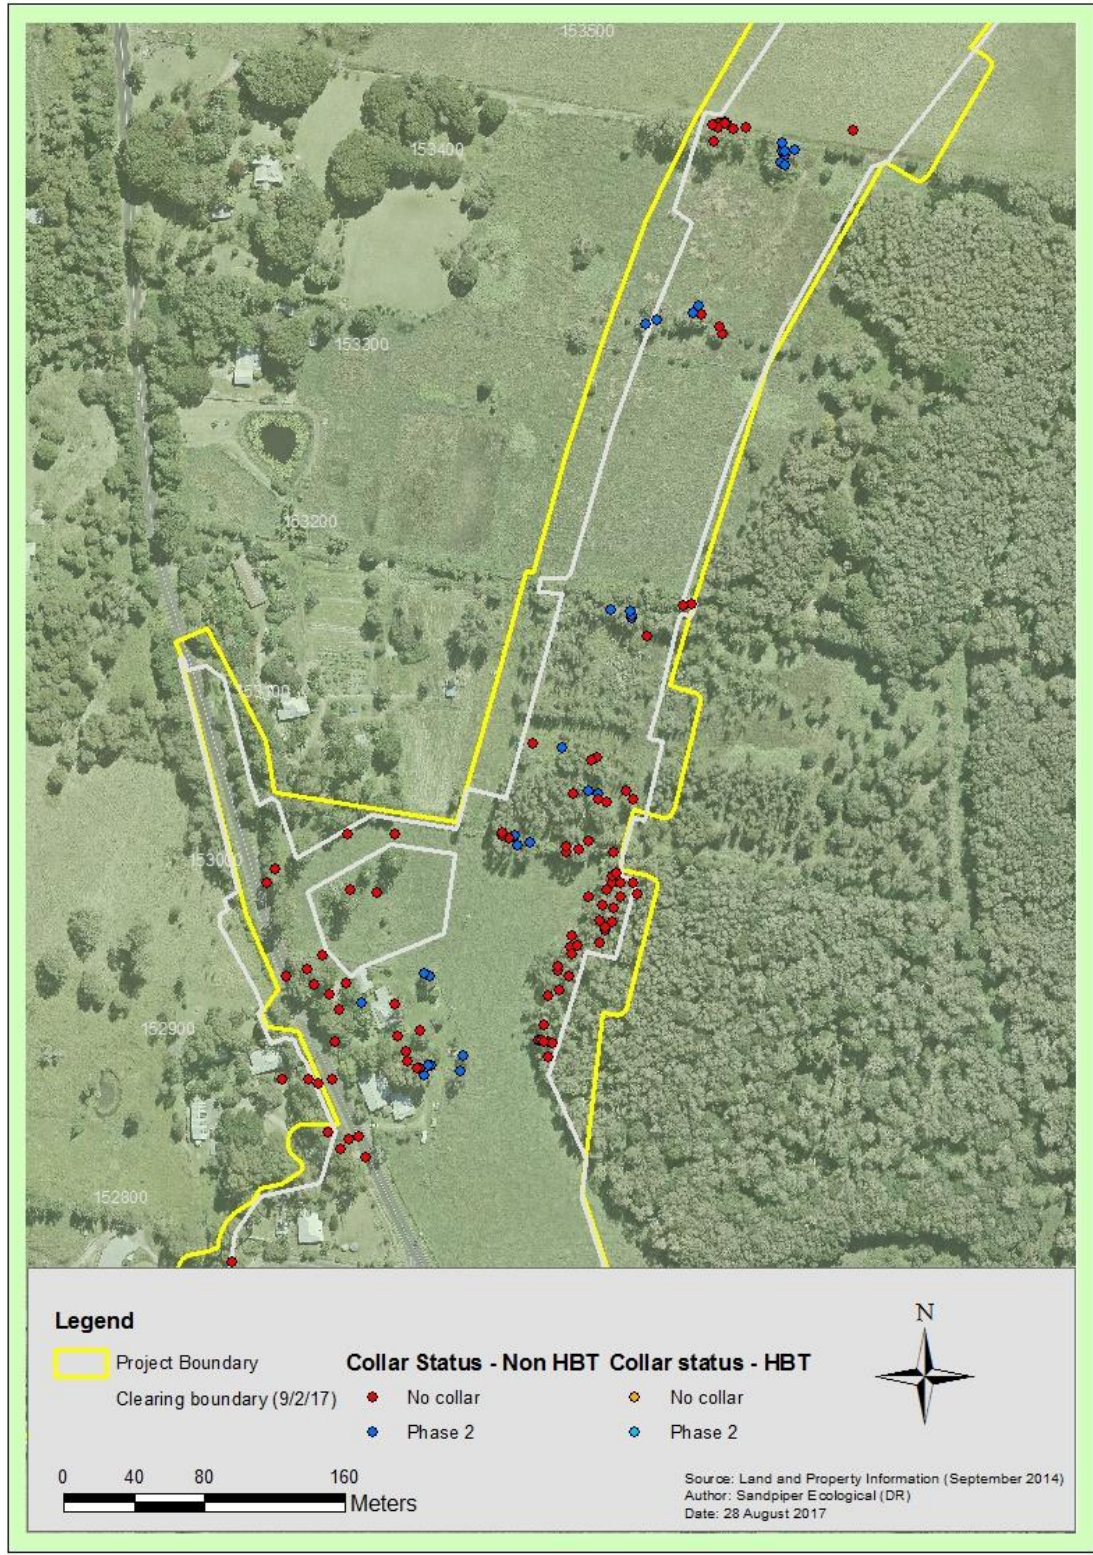 153500
153400
153300
153200
153000
152900
152800
Legend
Project Boundary
Clearing boundary (9/2/17)
Collar Status - Non HBT
No collar
Phase 2
Collar status - HBT
No collar
Phase 2
N
0 40 80 160
Meters
Source: Land and Property Information (September 2014)
Author: Sandpiper Ecological (DR)
Date: 28 August 2017